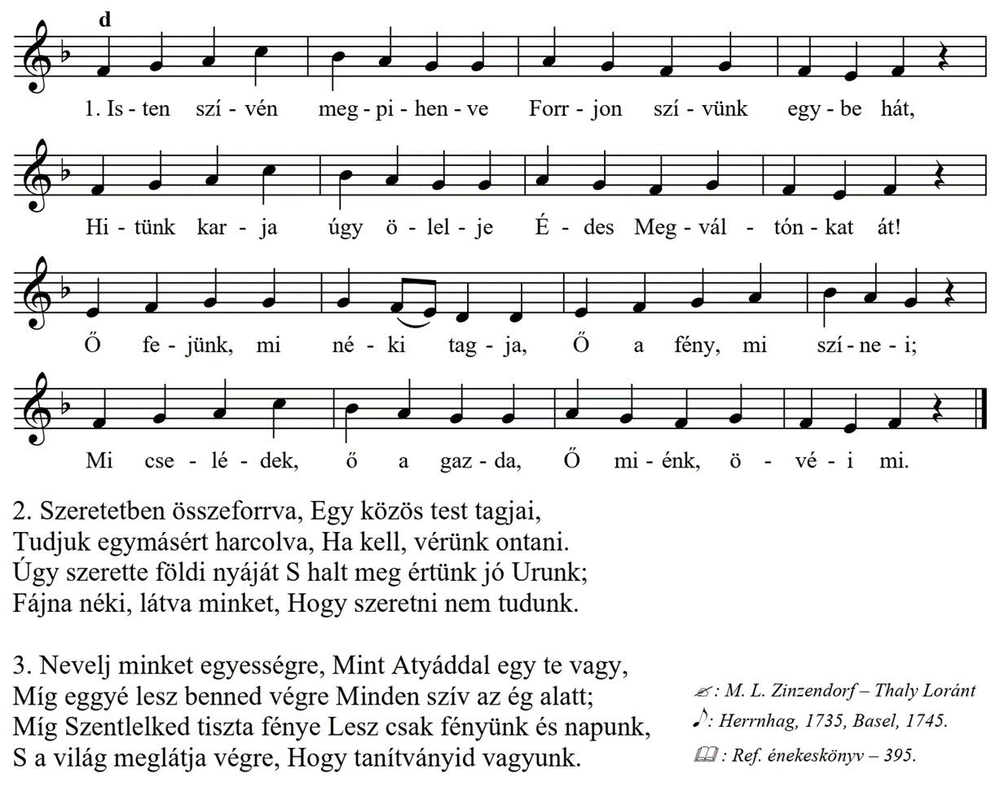 d
1. Is - ten szí - vén meg - pi - hen - ve Forr - jon szí - vünk egy - be hát,
Hi - tünk kar - ja úgy ö - lel - je É - des Meg - vál - tón - kat át!
Ő fe - jünk, mi né - ki tag - ja, Ő a fény, mi szí - ne - i;
Mi cse - lé - dek, ő a gaz - da, Ő mi - énk, ö - vé - i mi.
2. Szeretetben összeforrva, Egy közös test tagjai,
Tudjuk egymásért harcolva, Ha kell, vérünk ontani.
Úgy szerette földi nyáját S halt meg értünk jó Urunk;
Fájna néki, látva minket, Hogy szeretni nem tudunk.
3. Nevelj minket egyességre, Mint Atyáddal egy te vagy,
Míg eggyé lesz benned végre Minden szív az ég alatt;
Míg Szentlelked tiszta fénye Lesz csak fényünk és napunk,
S a világ meglátja végre, Hogy tanítványid vagyunk.
: M. L. Zinzendorf – Thaly Loránt
: Herrnhag, 1735, Basel, 1745.
: Ref. énekeskönyv – 395.